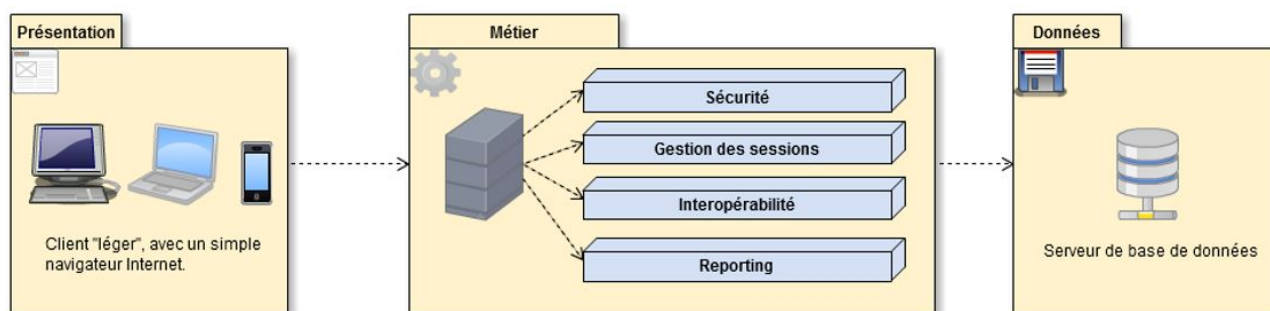 Présentation
Métier
Données
Sécurité
Gestion des sessions
Interopérabilité
Reporting
Client "léger", avec un simple
navigateur Internet.
Serveur de base de données